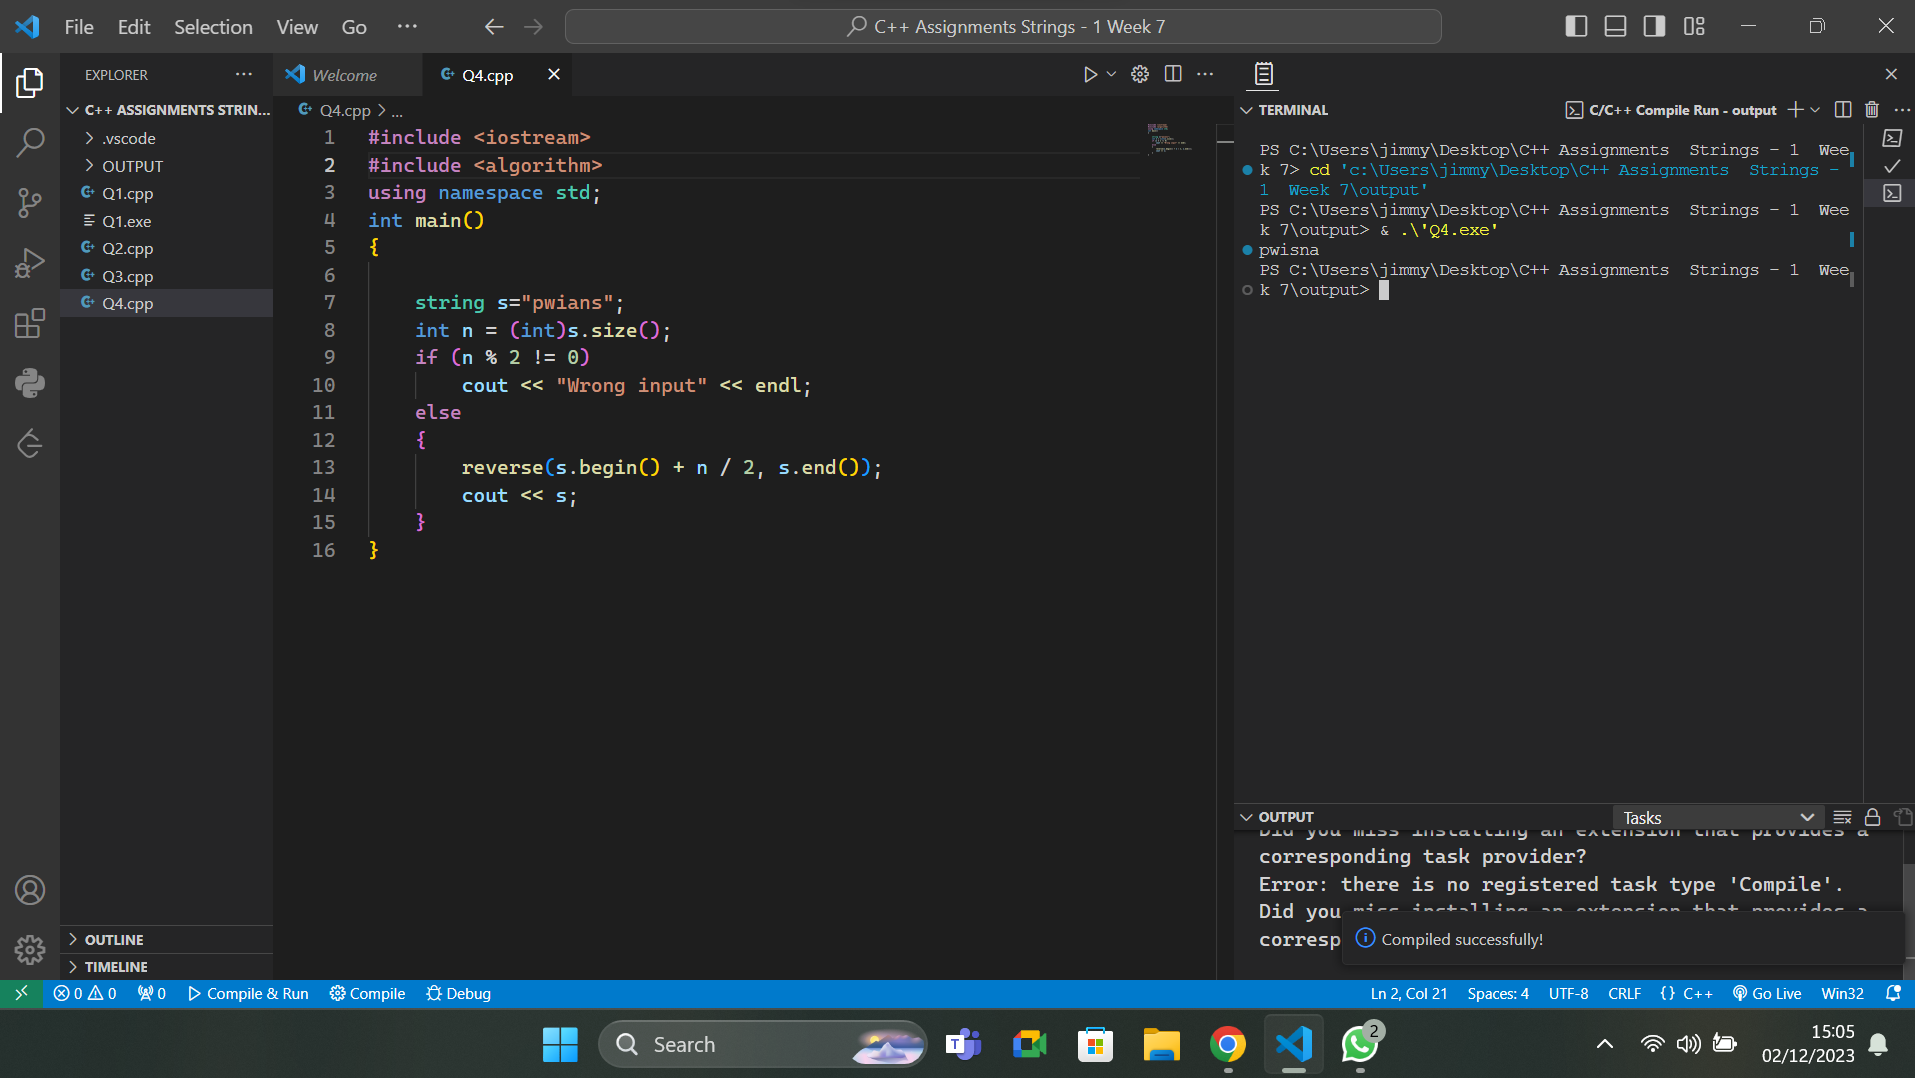 File Edit Selection View Go ···
C++ Assignments Strings - 1 Week 7
EXPLORER ···
C++ ASSIGNMENTS STRIN...
.vscode
OUTPUT
Q1.cpp
Q1.exe
Q2.cpp
Q3.cpp
Q4.cpp
OUTLINE
TIMELINE
Welcome
Q4.cpp
Q4.cpp > ...
1 #include <iostream>
2 #include <algorithm>
3 using namespace std;
4 int main()
5 {
6
7 string s="pwians";
8 int n = (int)s.size();
9 if (n % 2 != 0)
10 cout << "Wrong input" << endl;
11 else
12 {
13 reverse(s.begin() + n / 2, s.end());
14 cout << s;
15 }
16 }
TERMINAL
C/C++ Compile Run - output
PS C:\Users\jimmy\Desktop\C++ Assignments  Strings - 1  Wee
k 7> cd 'c:\Users\jimmy\Desktop\C++ Assignments  Strings -
1  Week 7\output'
PS C:\Users\jimmy\Desktop\C++ Assignments  Strings - 1  Wee
k 7\output> & .\'Q4.exe'
pwisna
PS C:\Users\jimmy\Desktop\C++ Assignments  Strings - 1  Wee
k 7\output>
OUTPUT
Tasks
Did you miss installing an extension that provides a
corresponding task provider?
Error: there is no registered task type 'Compile'.
Did you miss installing an extension that provides a
corresp
Compiled successfully!
0 0 0 Compile & Run Compile Debug
Ln 2, Col 21 Spaces: 4 UTF-8 CRLF {} C++ Go Live Win32
Search
T
2
15:05
02/12/2023